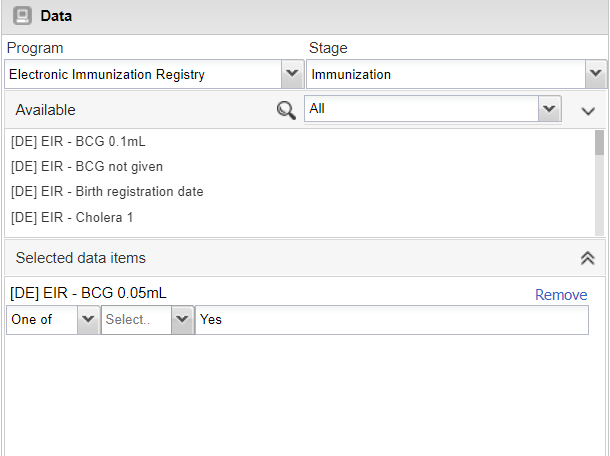 Data
Program Stage
Electronic Immunization Registry Immunization
Available All
[DE] EIR - BCG 0.1mL
[DE] EIR - BCG not given
[DE] EIR - Birth registration date
[DE] EIR - Cholera 1
Selected data items
[DE] EIR - BCG 0.05mL
Remove
One of Select.. Yes